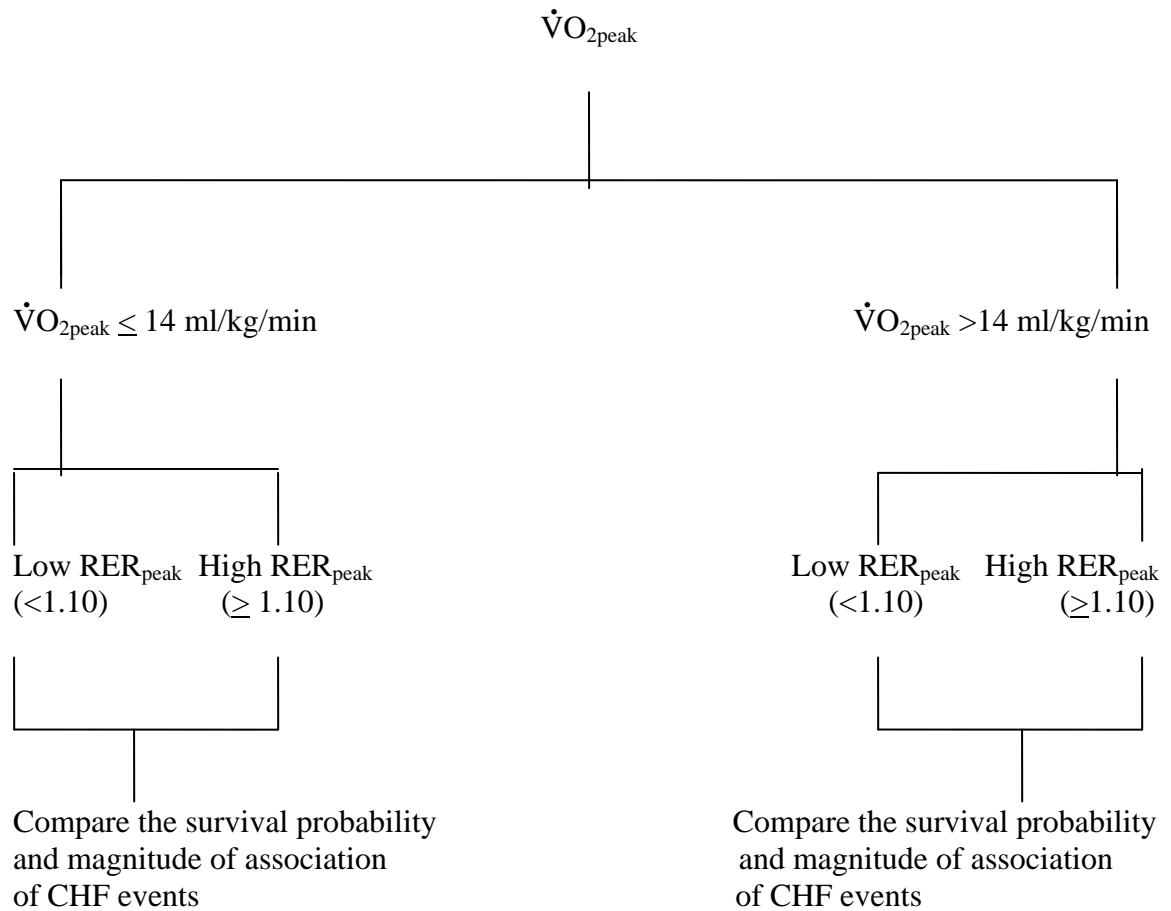 V̇O₂peak
V̇O₂peak ≤ 14 ml/kg/min
V̇O₂peak >14 ml/kg/min
Low RERpeak High RERpeak
(<1.10) (≥ 1.10)
Low RERpeak High RERpeak
(<1.10) (≥1.10)
Compare the survival probability
and magnitude of association
of CHF events
Compare the survival probability
and magnitude of association
of CHF events